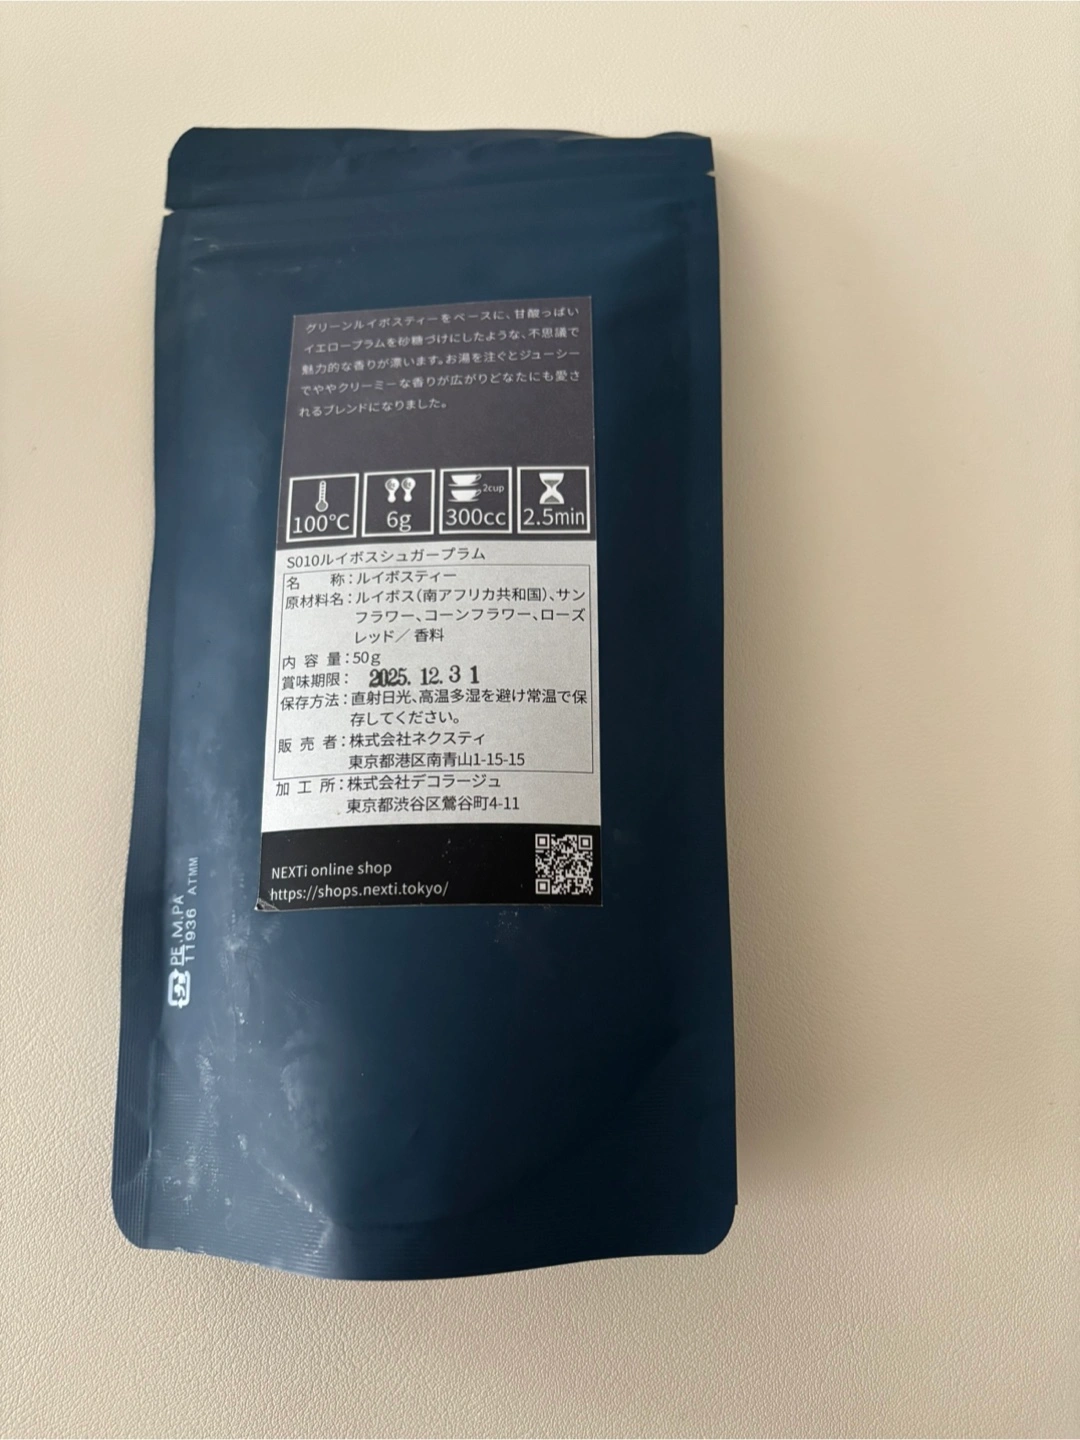 グリーンルイボスティーをベースに、甘酸っぱい
イエロープラムを砂糖づけにしたような、不思議で
魅力的な香りが漂います。お湯を注ぐとジューシー
でややクリーミーな香りが広がりどなたにも愛さ
れるブレンドになりました。
2cup
100℃ 6g 300cc 2.5min
S010ルイボスシュガープラム
名　　称：ルイボスティー
原材料名：ルイボス（南アフリカ共和国）、サン
フラワー、コーンフラワー、ローズ
レッド／香料
内 容 量：50g
賞味期限： 2025. 12. 3 1
保存方法：直射日光、高温多湿を避け常温で保
存してください。
販 売 者：株式会社ネクスティ
東京都港区南青山1-15-15
加 工 所：株式会社デコラージュ
東京都渋谷区鶯谷町4-11
NEXTi online shop
https://shops.nexti.tokyo/
プラ PE.M.PA
11936 ATMM